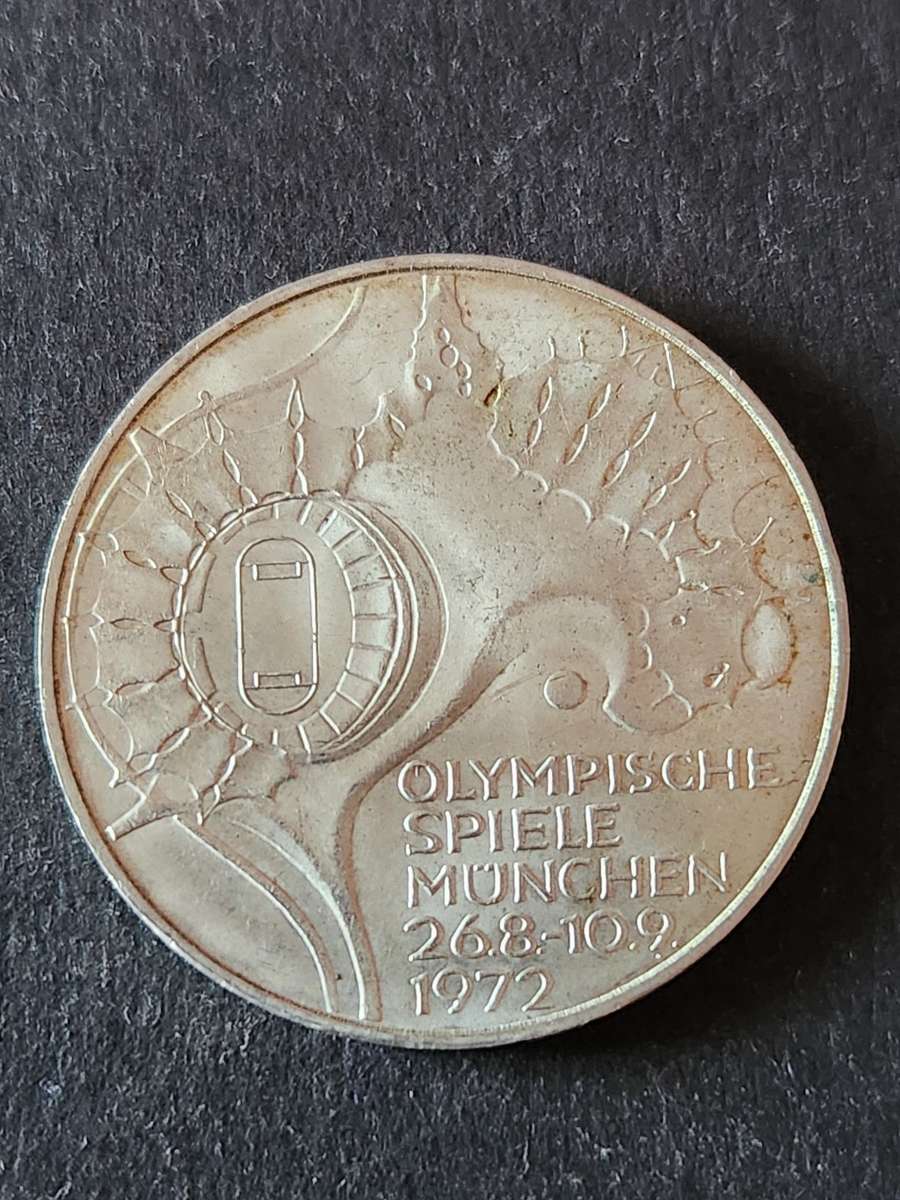 OLYMPISCHE
SPIELE
MÜNCHEN
26.8.-10.9.
1972